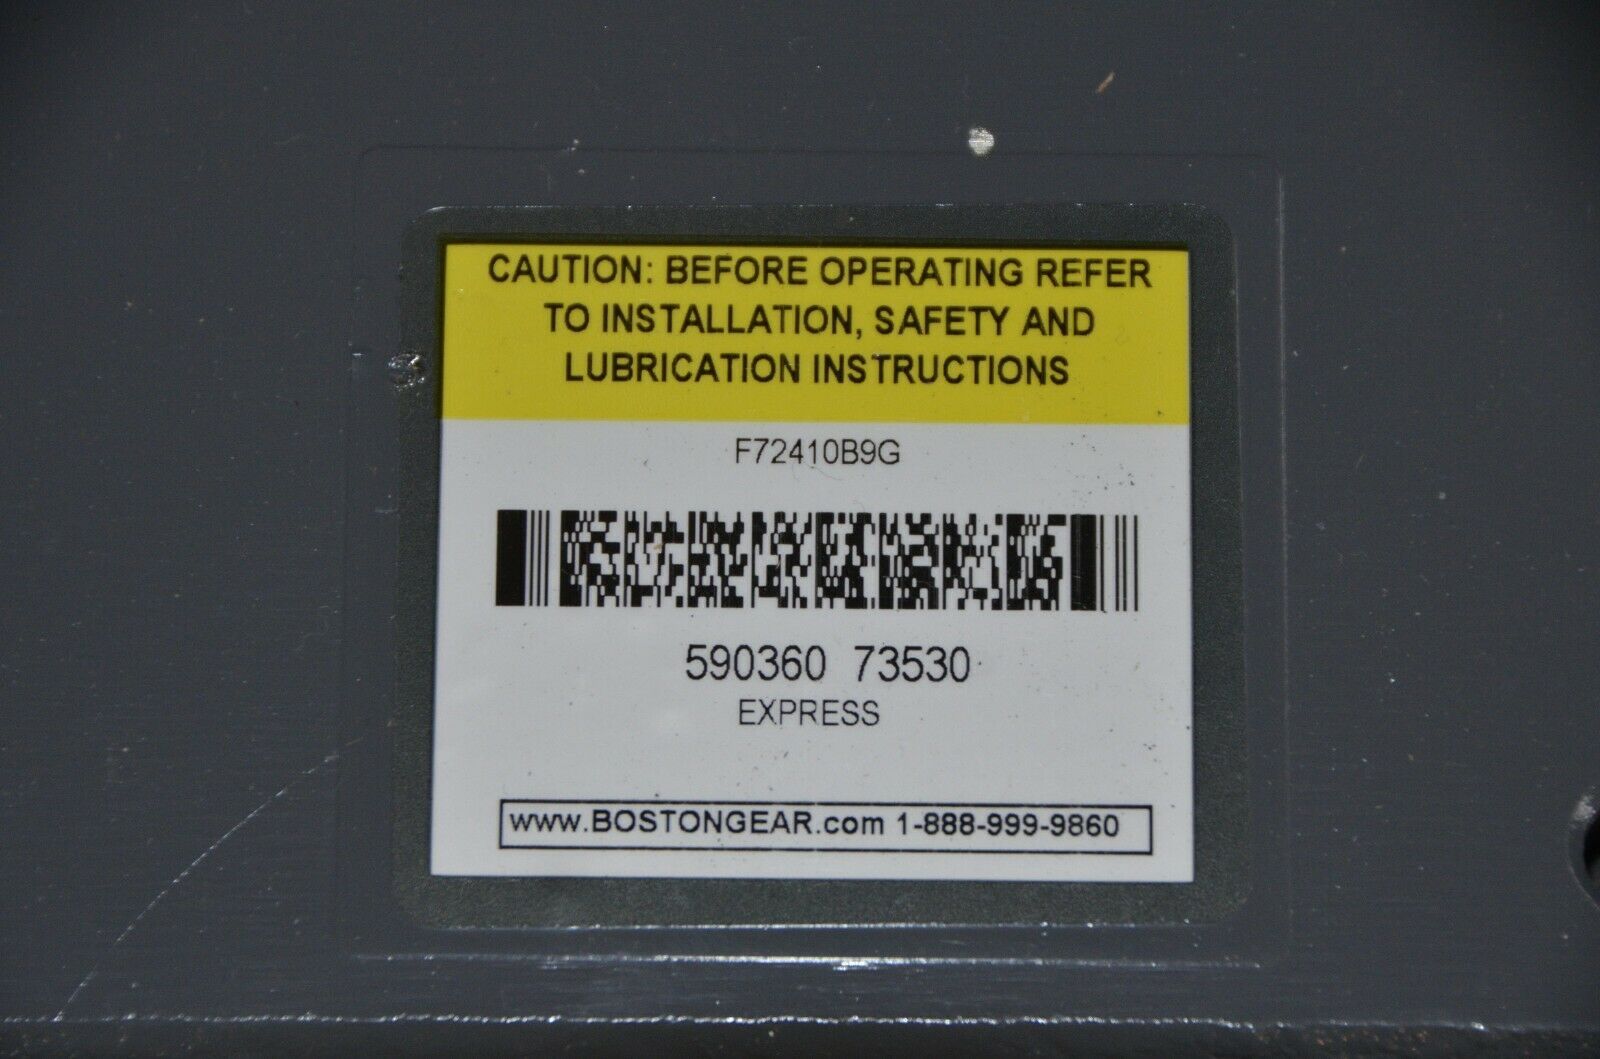 CAUTION: BEFORE OPERATING REFER
TO INSTALLATION, SAFETY AND
LUBRICATION INSTRUCTIONS
F72410B9G
590360 73530
EXPRESS
www.BOSTONGEAR.com 1-888-999-9860